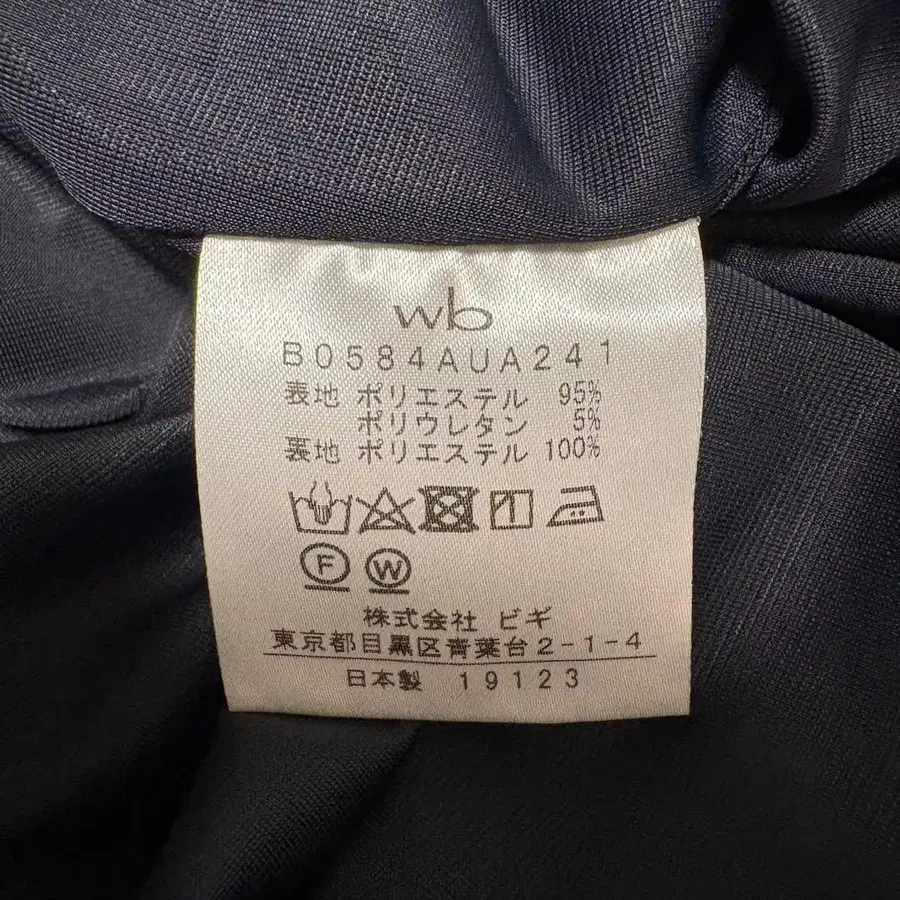 wb
B0584AUA241
表地 ポリエステル 95%
ポリウレタン 5%
裏地 ポリエステル 100%
F W
株式会社 ビギ
東京都目黒区青葉台2-1-4
日本製 19123